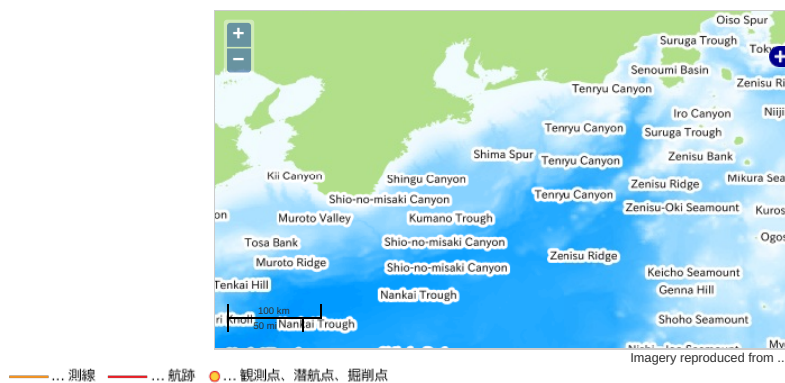 Oiso Spur
Suruga Trough
Senoumi Basin
Tenryu Canyon
Iro Canyon
Tenryu Canyon
Suruga Trough
Shima Spur
Zenisu Bank
Tenryu Canyon
Kii Canyon
Shingu Canyon
Zenisu Ridge
Tenryu Canyon
Shio-no-misaki Canyon
Zenisu-Oki Seamount
Muroto Valley
Kumano Trough
Tosa Bank
Shio-no-misaki Canyon
Zenisu Ridge
Muroto Ridge
Shio-no-misaki Canyon
Keicho Seamount
Tenkai Hill
Genna Hill
Nankai Trough
100 km
50 mi
Nankai Trough
Shoho Seamount
Imagery reproduced from ...
... 測線 ... 航跡 ... 観測点、潜航点、掘削点